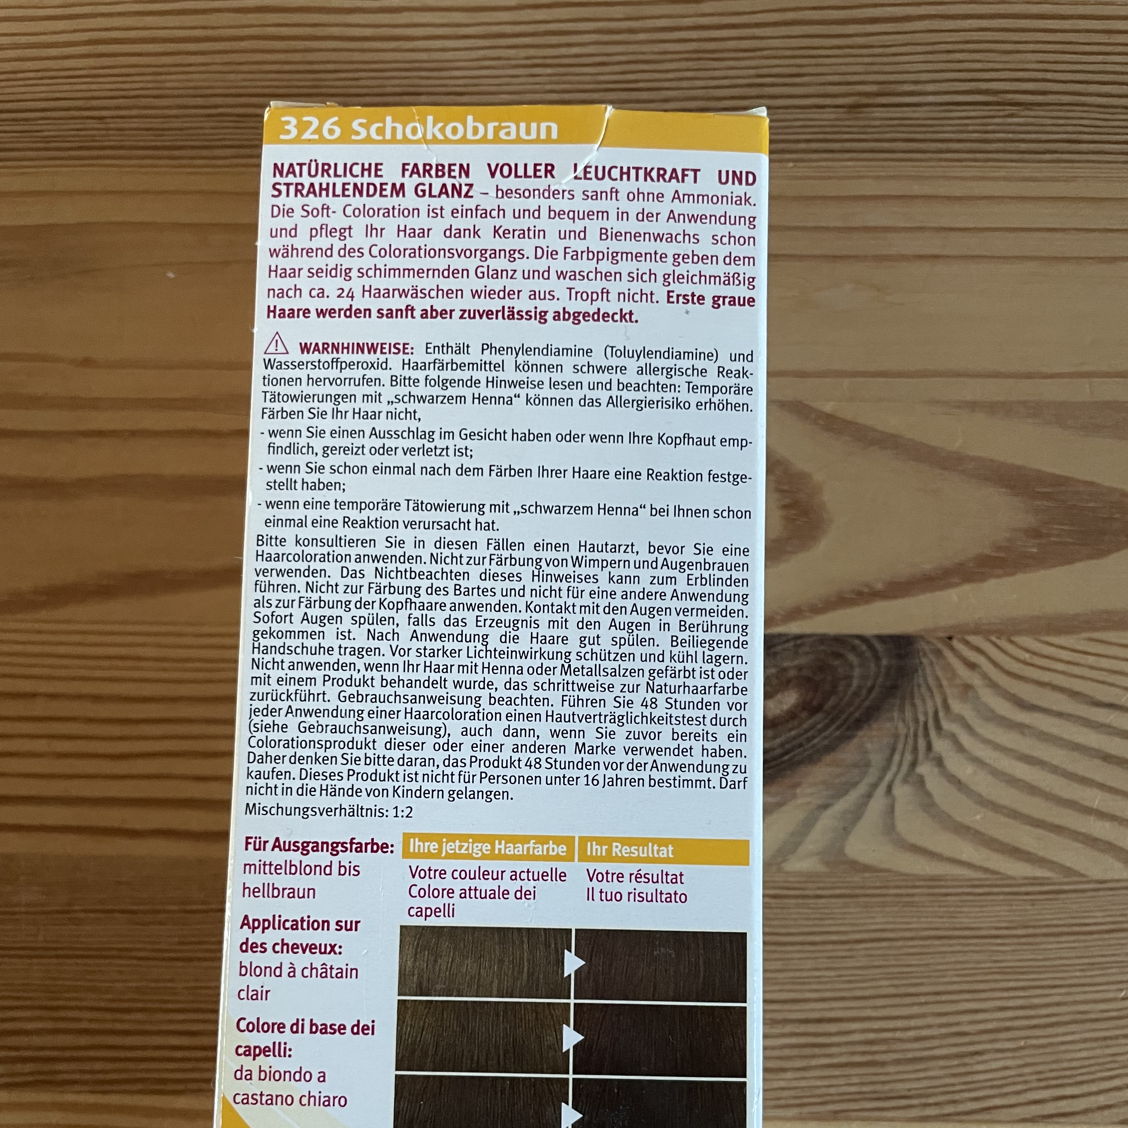 326 Schokobraun
NATÜRLICHE FARBEN VOLLER LEUCHTKRAFT UND
STRAHLENDEM GLANZ – besonders sanft ohne Ammoniak.
Die Soft- Coloration ist einfach und bequem in der Anwendung
und pflegt Ihr Haar dank Keratin und Bienenwachs schon
während des Colorationsvorgangs. Die Farbpigmente geben dem
Haar seidig schimmernden Glanz und waschen sich gleichmäßig
nach ca. 24 Haarwäschen wieder aus. Tropft nicht. Erste graue
Haare werden sanft aber zuverlässig abgedeckt.
WARNHINWEISE: Enthält Phenylendiamine (Toluylendiamine) und
Wasserstoffperoxid. Haarfärbemittel können schwere allergische Reak-
tionen hervorrufen. Bitte folgende Hinweise lesen und beachten: Temporäre
Tätowierungen mit „schwarzem Henna“ können das Allergierisiko erhöhen.
Färben Sie Ihr Haar nicht,
- wenn Sie einen Ausschlag im Gesicht haben oder wenn Ihre Kopfhaut emp-
findlich, gereizt oder verletzt ist;
- wenn Sie schon einmal nach dem Färben Ihrer Haare eine Reaktion festge-
stellt haben;
- wenn eine temporäre Tätowierung mit „schwarzem Henna“ bei Ihnen schon
einmal eine Reaktion verursacht hat.
Bitte konsultieren Sie in diesen Fällen einen Hautarzt, bevor Sie eine
Haarcoloration anwenden. Nicht zur Färbung von Wimpern und Augenbrauen
verwenden. Das Nichtbeachten dieses Hinweises kann zum Erblinden
führen. Nicht zur Färbung des Bartes und nicht für eine andere Anwendung
als zur Färbung der Kopfhaare anwenden. Kontakt mit den Augen vermeiden.
Sofort Augen spülen, falls das Erzeugnis mit den Augen in Berührung
gekommen ist. Nach Anwendung die Haare gut spülen. Beiliegende
Handschuhe tragen. Vor starker Lichteinwirkung schützen und kühl lagern.
Nicht anwenden, wenn Ihr Haar mit Henna oder Metallsalzen gefärbt ist oder
mit einem Produkt behandelt wurde, das schrittweise zur Naturhaarfarbe
zurückführt. Gebrauchsanweisung beachten. Führen Sie 48 Stunden vor
jeder Anwendung einer Haarcoloration einen Hautverträglichkeitstest durch
(siehe Gebrauchsanweisung), auch dann, wenn Sie zuvor bereits ein
Colorationsprodukt dieser oder einer anderen Marke verwendet haben.
Daher denken Sie bitte daran, das Produkt 48 Stunden vor der Anwendung zu
kaufen. Dieses Produkt ist nicht für Personen unter 16 Jahren bestimmt. Darf
nicht in die Hände von Kindern gelangen.
Mischungsverhältnis: 1:2
Für Ausgangsfarbe:
mittelblond bis
hellbraun
Application sur
des cheveux:
blond à châtain
clair
Colore di base dei
capelli:
da biondo a
castano chiaro
Ihre jetzige Haarfarbe
Votre couleur actuelle
Colore attuale dei
capelli
Ihr Resultat
Votre résultat
Il tuo risultato